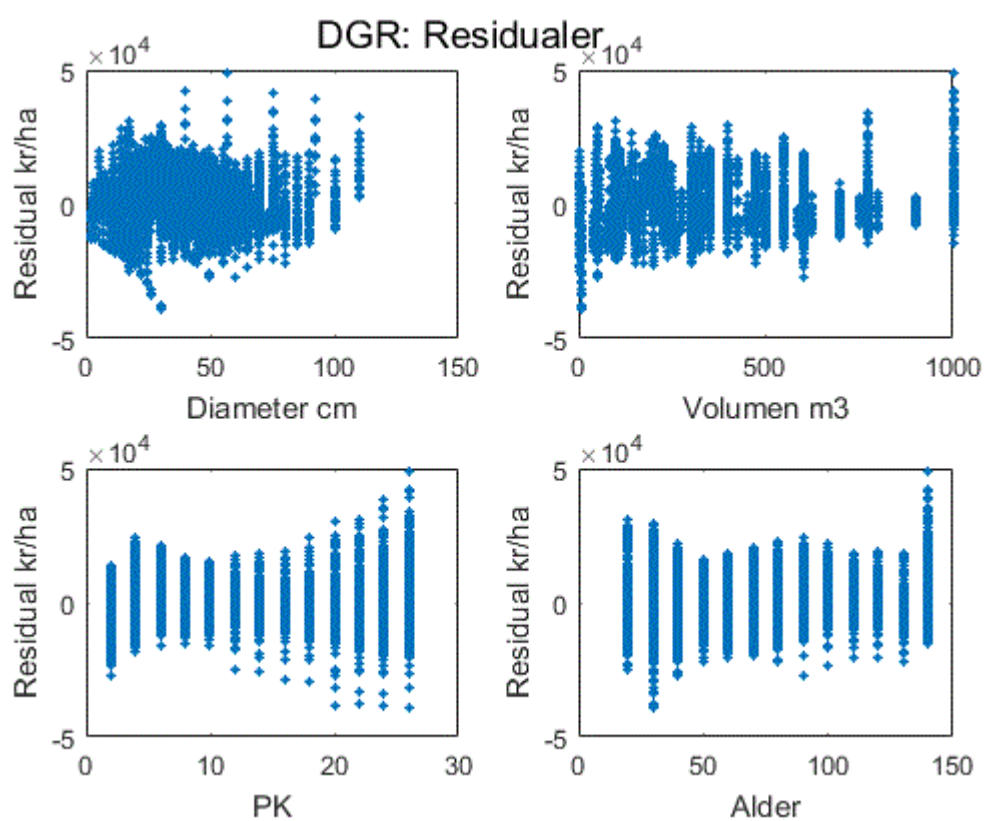 DGR: Residualer
× 10^4
5
0
-5
Residual kr/ha
0 50 100 150
Diameter cm
× 10^4
5
0
-5
Residual kr/ha
0 500 1000
Volumen m3
× 10^4
5
0
-5
Residual kr/ha
0 10 20 30
PK
× 10^4
5
0
-5
Residual kr/ha
0 50 100 150
Alder